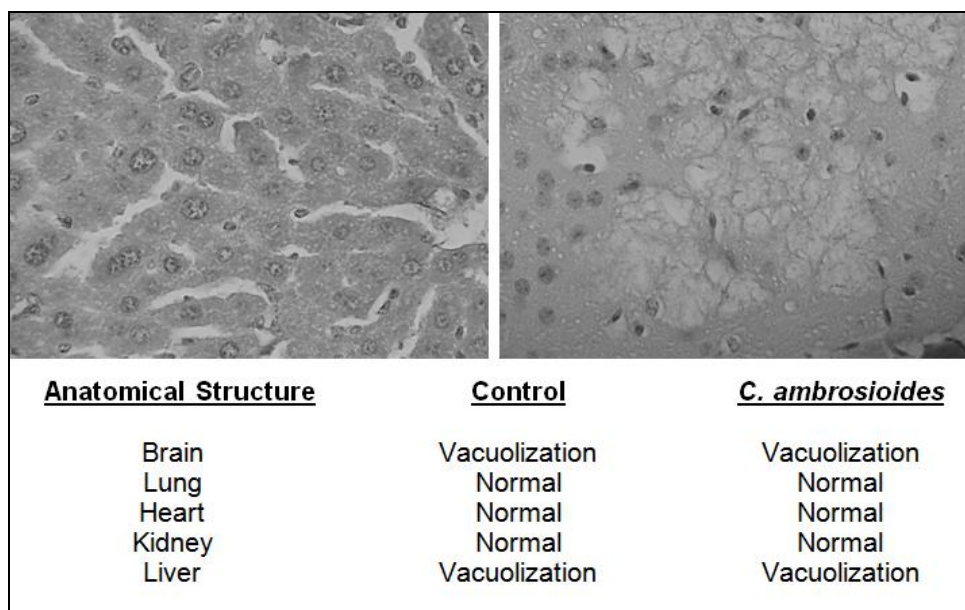 Anatomical Structure Control C. ambrosioides
Brain Vacuolization Vacuolization
Lung Normal Normal
Heart Normal Normal
Kidney Normal Normal
Liver Vacuolization Vacuolization